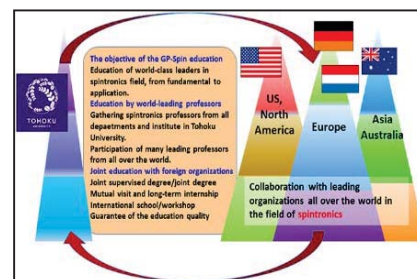 TOHOKU
UNIVERSITY
The objective of the GP-Spin education
Education of world-class leaders in
spintronics field, from fundamental to
application.
Education by world-leading professors
Gathering spintronics professors from all
depaertments and institute in Tohoku
University.
Participation of many leading professors
from all over the world.
Joint education with foreign organizations
Joint supervised degree/joint degree
Mutual visit and long-term internship
International school/workshop
Guarantee of the education quality
US,
North
America
Europe
Asia
Australia
Collaboration with leading
organizations all over the world in
the field of spintronics